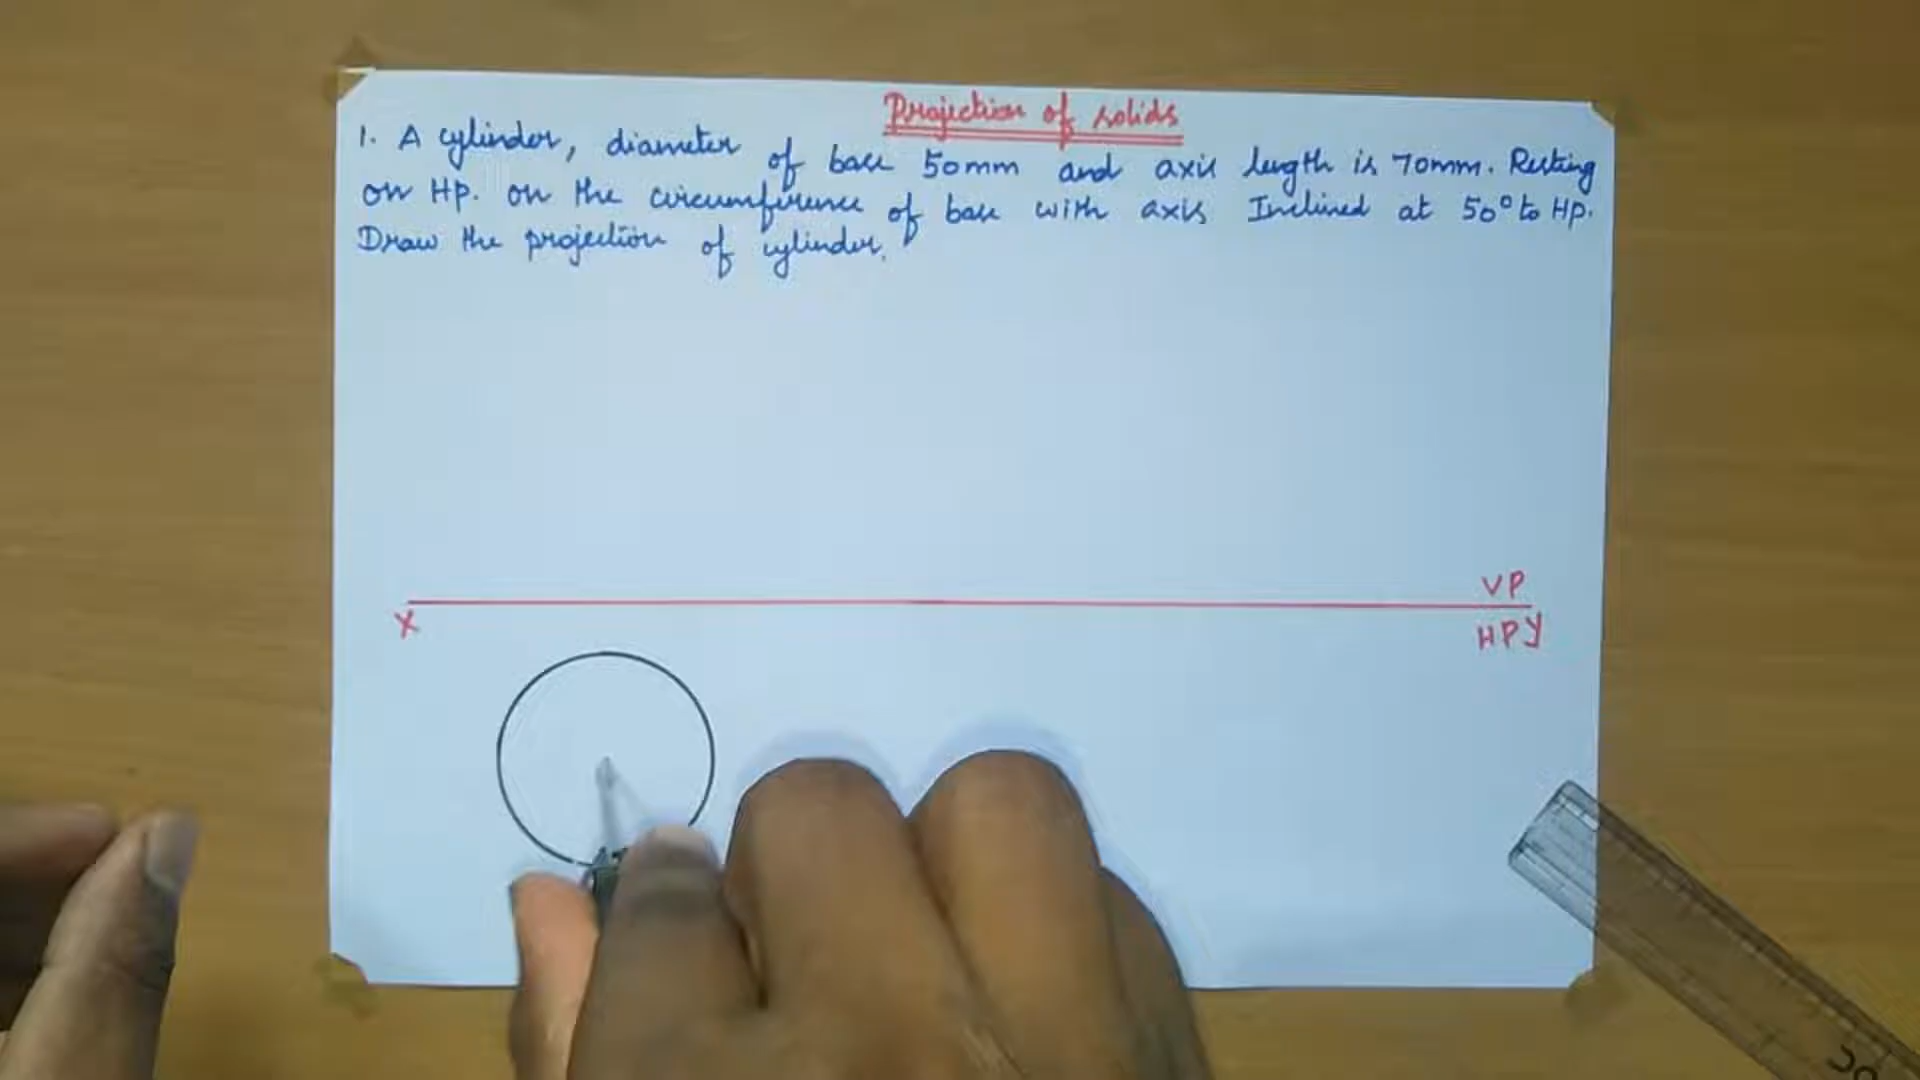 Projection of solids
1. A cylinder, diameter of base 50mm and axis length is 70mm. Resting
on HP. on the circumference of base with axis Inclined at 50° to HP.
Draw the projection of cylinder.
VP
X
HP Y
30